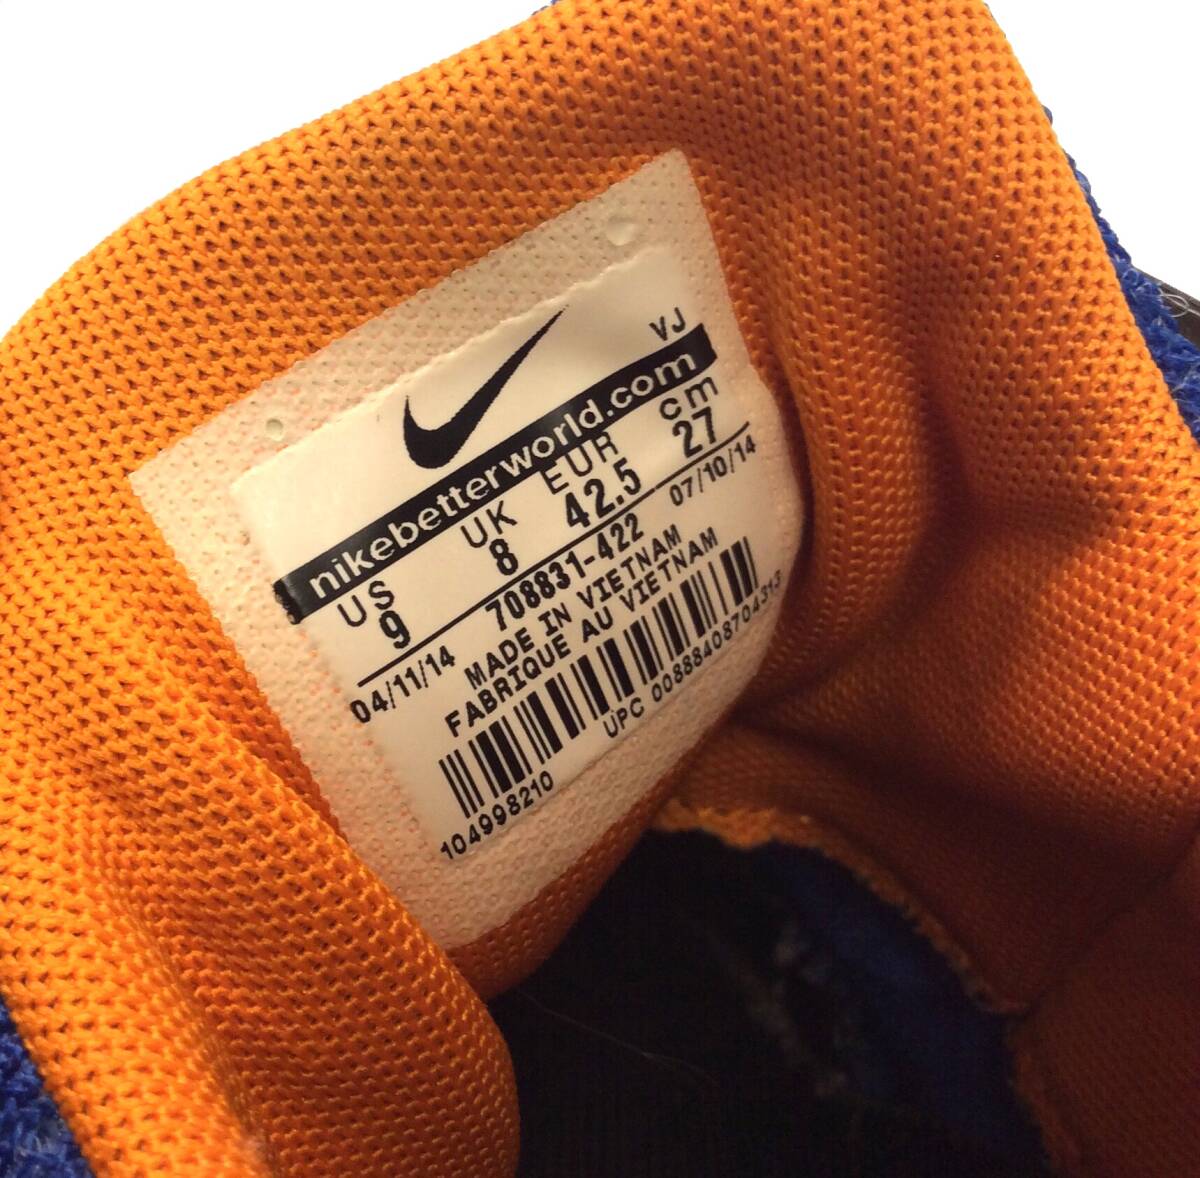 VJ
nikebetterworld.com
US UK EUR cm
9 8 42.5 27
04/11/14 708831-422 07/10/14
MADE IN VIETNAM
FABRIQUE AU VIETNAM
104998210 UPC 00888408704313